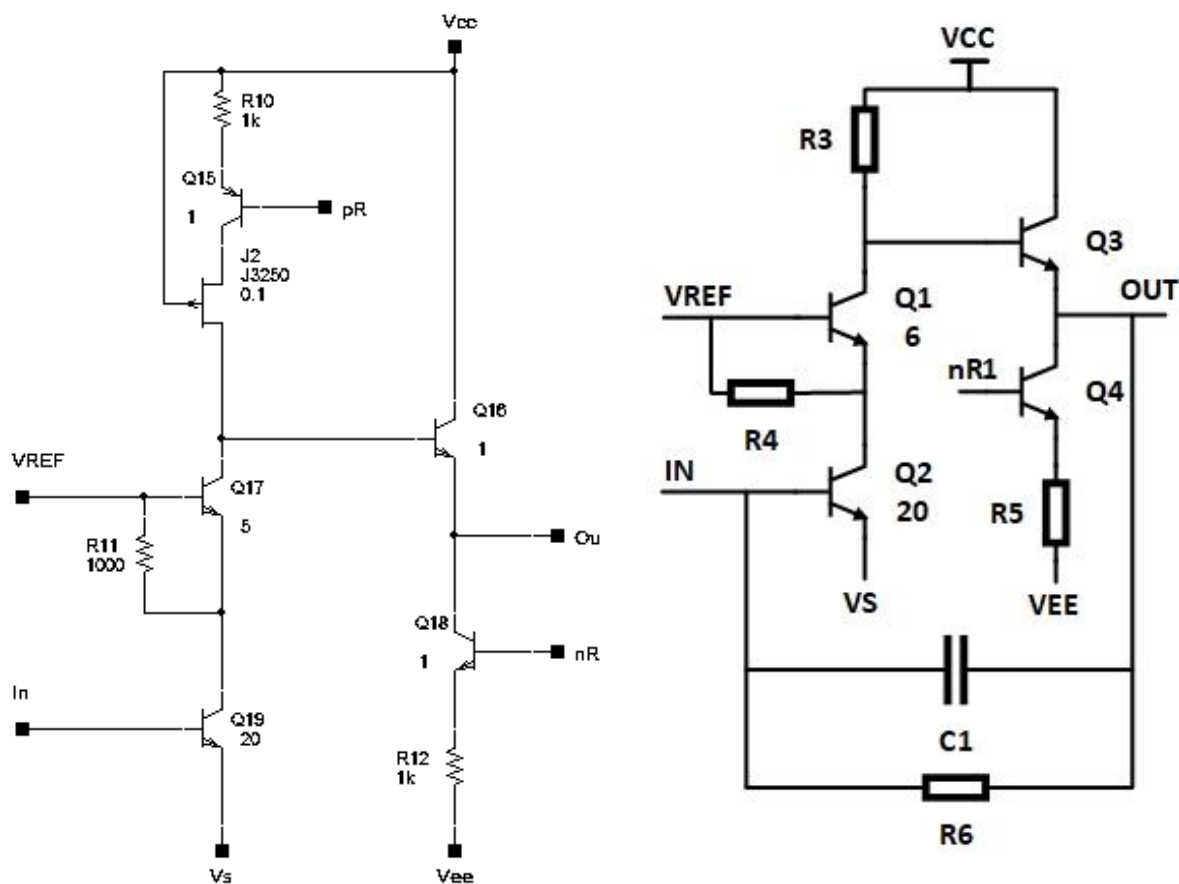 Vcc
R10
1k
Q15
1
pR
J2
J3250
0.1
Q16
1
VREF
Q17
5
R11
1000
Ou
Q18
1
nR
In
Q19
20
R12
1k
Vs
Vee
VCC
R3
Q3
VREF
Q1
6
OUT
nR1
Q4
R4
IN
Q2
20
R5
VS
VEE
C1
R6